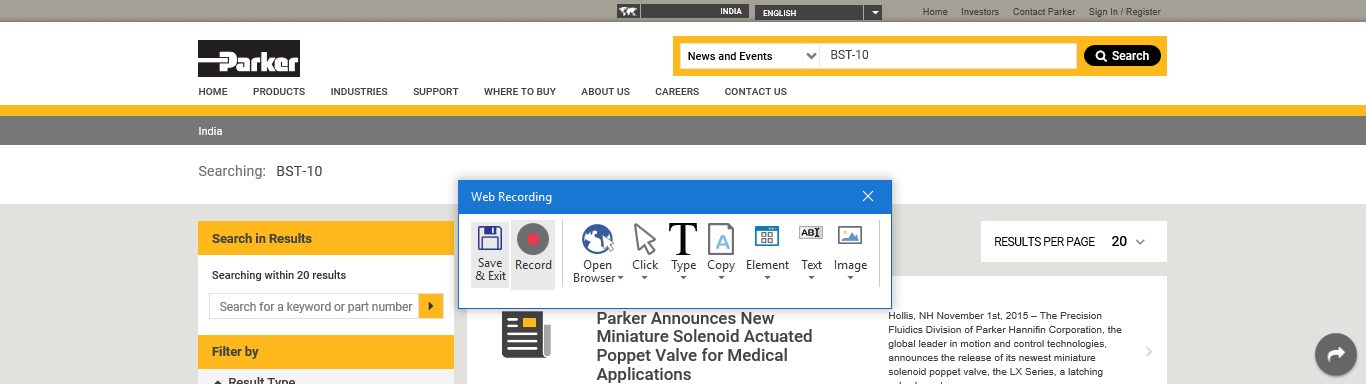 INDIA
ENGLISH
Home Investors Contact Parker Sign In / Register
Parker
News and Events
BST-10
Search
HOME PRODUCTS INDUSTRIES SUPPORT WHERE TO BUY ABOUT US CAREERS CONTACT US
India
Searching: BST-10
Web Recording
Save
& Exit
Record
Open
Browser
Click
Type
Copy
Element
Text
Image
Search in Results
Searching within 20 results
Search for a keyword or part number
Filter by
Result Type
RESULTS PER PAGE 20
Parker Announces New
Miniature Solenoid Actuated
Poppet Valve for Medical
Applications
Hollis, NH November 1st, 2015 – The Precision
Fluidics Division of Parker Hannifin Corporation, the
global leader in motion and control technologies,
announces the release of its newest miniature
solenoid poppet valve, the LX Series, a latching